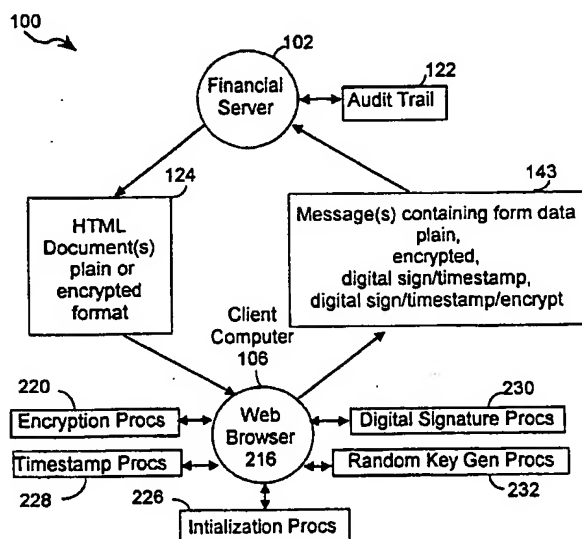 100
102
Financial
Server
122
Audit Trail
124
HTML
Document(s)
plain or
encrypted
format
143
Message(s) containing form data
plain,
encrypted,
digital sign/timestamp,
digital sign/timestamp/encrypt
Client
Computer
106
Web
Browser
216
220
Encryption Procs
Timestamp Procs
228
226
Intialization Procs
230
Digital Signature Procs
Random Key Gen Procs
232